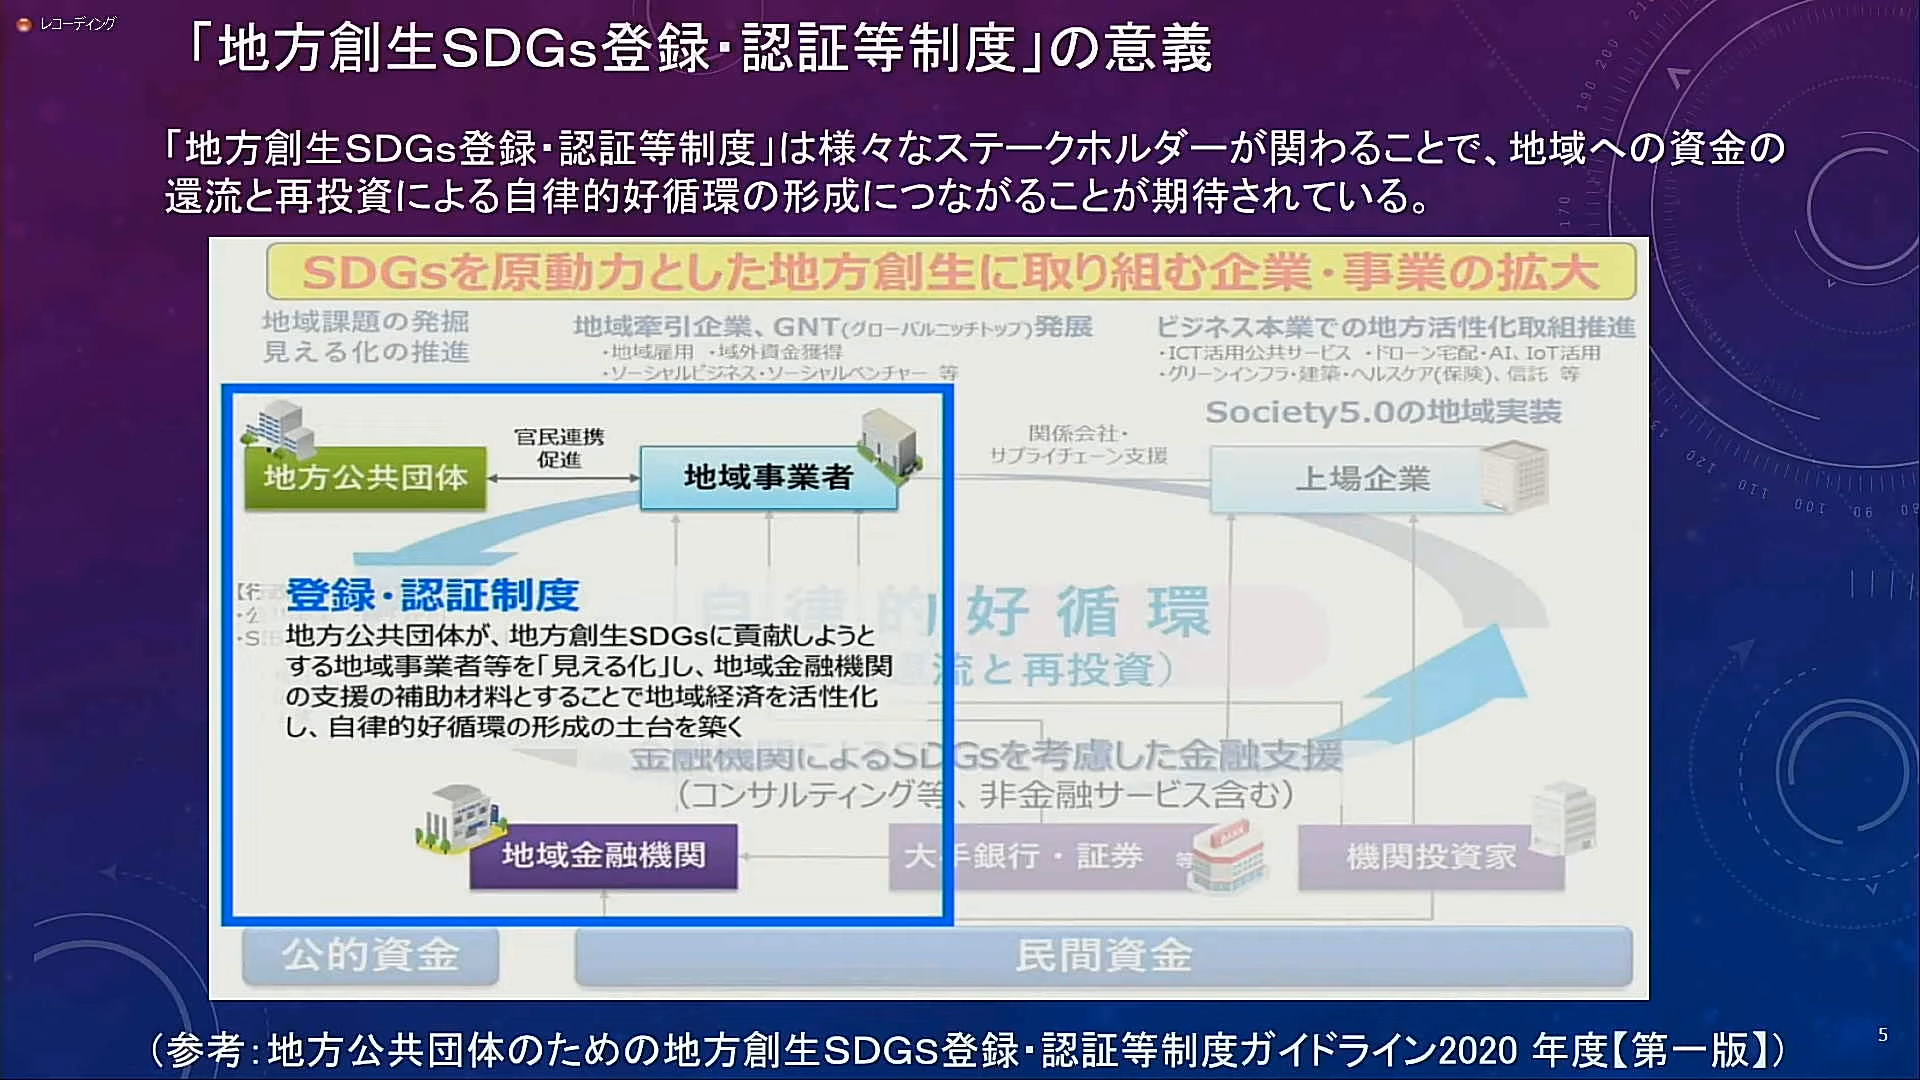 レコーディング
「地方創生SDGs登録・認証等制度」の意義
「地方創生SDGs登録・認証等制度」は様々なステークホルダーが関わることで、地域への資金の
還流と再投資による自律的好循環の形成につながることが期待されている。
SDGsを原動力とした地方創生に取り組む企業・事業の拡大
地域課題の発掘
見える化の推進
地域牽引企業、GNT(グローバルニッチトップ)発展
・地域雇用 ・域外資金獲得
・ソーシャルビジネス・ソーシャルベンチャー 等
ビジネス本業での地方活性化取組推進
・ICT活用公共サービス ・ドローン宅配・AI、IoT活用
・グリーンインフラ・建築・ヘルスケア(保険)、信託 等
Society5.0の地域実装
地方公共団体
官民連携
促進
地域事業者
関係会社・
サプライチェーン支援
上場企業
自律的好循環
流と再投資）
登録・認証制度
地方公共団体が、地方創生SDGsに貢献しようと
する地域事業者等を「見える化」し、地域金融機関
の支援の補助材料とすることで地域経済を活性化
し、自律的好循環の形成の土台を築く
金融機関によるSDGsを考慮した金融支援
（コンサルティング等、非金融サービス含む）
地域金融機関
大手銀行・証券 等
機関投資家
公的資金
民間資金
（参考：地方公共団体のための地方創生SDGS登録・認証等制度ガイドライン2020 年度【第一版】）
5